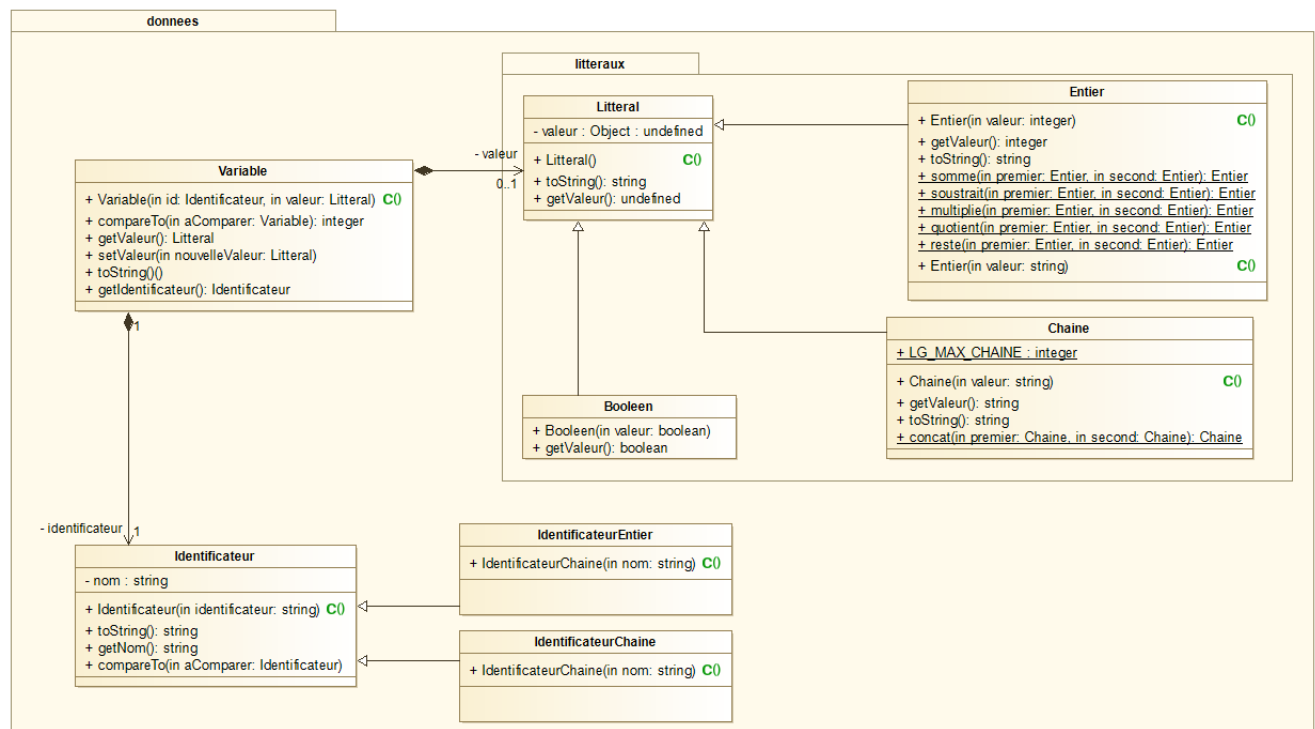 donnees
litteraux
Litteral
- valeur : Object : undefined
+ Litteral() C()
+ toString(): string
+ getValeur(): undefined
Entier
+ Entier(in valeur: integer) C()
+ getValeur(): integer
+ toString(): string
+ somme(in premier: Entier, in second: Entier): Entier
+ soustrait(in premier: Entier, in second: Entier): Entier
+ multiplie(in premier: Entier, in second: Entier): Entier
+ quotient(in premier: Entier, in second: Entier): Entier
+ reste(in premier: Entier, in second: Entier): Entier
+ Entier(in valeur: string) C()
- valeur
0..1
Variable
+ Variable(in id: Identificateur, in valeur: Litteral) C()
+ compareTo(in aComparer: Variable): integer
+ getValeur(): Litteral
+ setValeur(in nouvelleValeur: Litteral)
+ toString()()
+ getIdentificateur(): Identificateur
1
Chaine
+ LG_MAX_CHAINE : integer
+ Chaine(in valeur: string) C()
+ getValeur(): string
+ toString(): string
+ concat(in premier: Chaine, in second: Chaine): Chaine
Booleen
+ Booleen(in valeur: boolean)
+ getValeur(): boolean
- identificateur
1
Identificateur
- nom : string
+ Identificateur(in identificateur: string) C()
+ toString(): string
+ getNom(): string
+ compareTo(in aComparer: Identificateur)
IdentificateurEntier
+ IdentificateurChaine(in nom: string) C()
IdentificateurChaine
+ IdentificateurChaine(in nom: string) C()